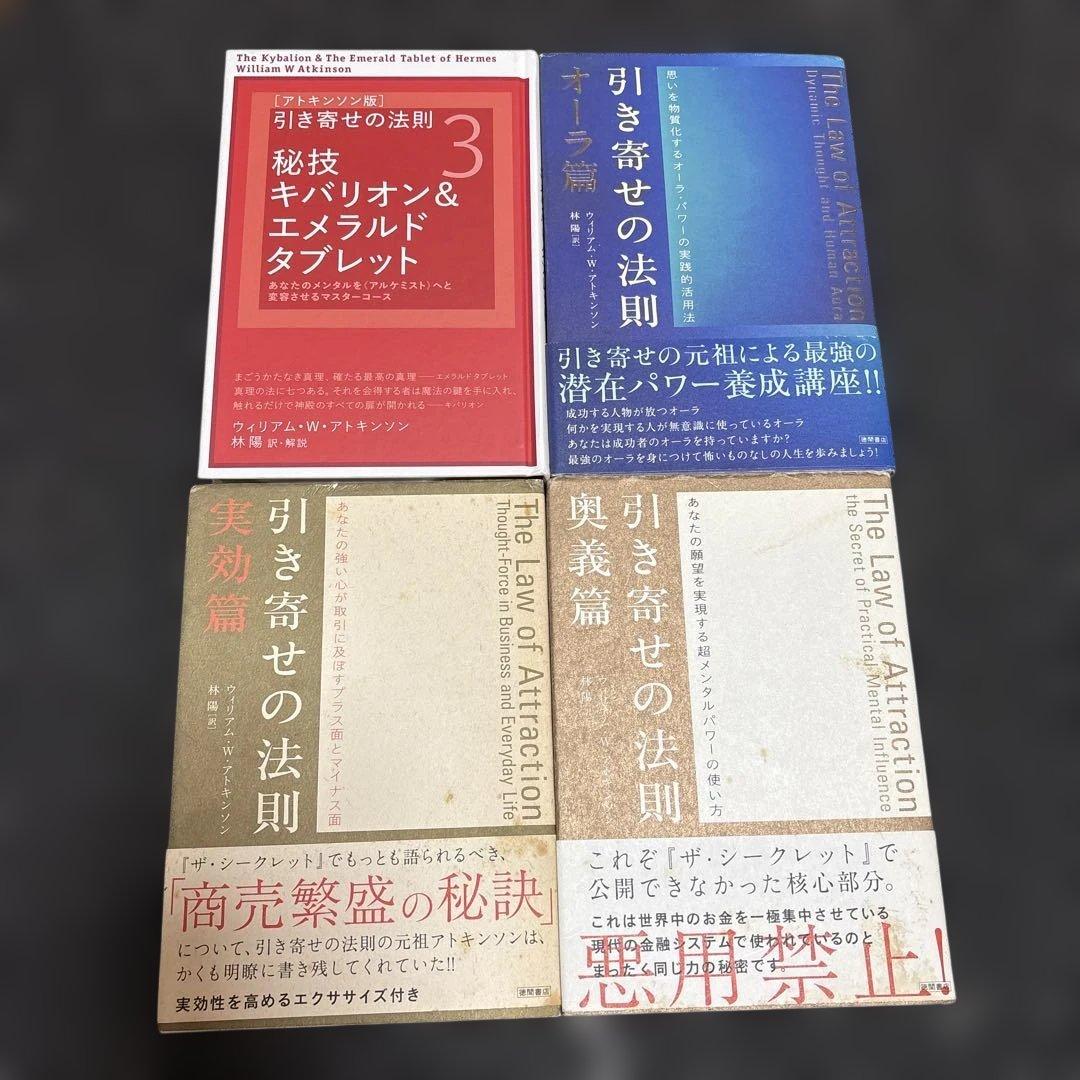 The Kybalion & The Emerald Tablet of Hermes
William W Atkinson
[アトキンソン版]
引き寄せの法則
3
秘技
キバリオン&
エメラルド
タブレット
あなたのメンタルを〈アルケミスト〉へと
変容させるマスターコース
まごうかたなき真理、確たる最高の真理──エメラルドタブレット
真理の法に七つある。それを会得する者は魔法の鍵を手に入れ、
触れるだけで神殿のすべての扉が開かれる──キバリオン
ウィリアム・W・アトキンソン
林陽 訳・解説
The Law of Attraction
Dynamic Thought and Human Aura
思いを物質化するオーラ・パワーの実践的活用法
引き寄せの法則
オーラ篇
ウィリアム・W・アトキンソン
林陽[訳]
引き寄せの元祖による最強の
潜在パワー養成講座!!
成功する人物が放つオーラ
何かを実現する人が無意識に使っているオーラ
あなたは成功者のオーラを持っていますか?
最強のオーラを身につけて怖いものなしの人生を歩みましょう!
徳間書店
The Law of Attraction
Thought-Force in Business and Everyday Life
あなたの強い心が取引に及ぼすプラス面とマイナス面
引き寄せの法則
実効篇
ウィリアム・W・アトキンソン
林陽[訳]
『ザ・シークレット』でもっとも語られるべき、
「商売繁盛の秘訣」
について、引き寄せの法則の元祖アトキンソンは、
かくも明瞭に書き残してくれていた!!
実効性を高めるエクササイズ付き
徳間書店
The Law of Attraction
the Secret of Practical Mental Influence
あなたの願望を実現する超メンタルパワーの使い方
引き寄せの法則
奥義篇
林陽
これぞ『ザ・シークレット』で
公開できなかった核心部分。
これは世界中のお金を一極集中させている
現代の金融システムで使われているのと
まったく同じ力の秘密です。
悪用禁止!
徳間書店